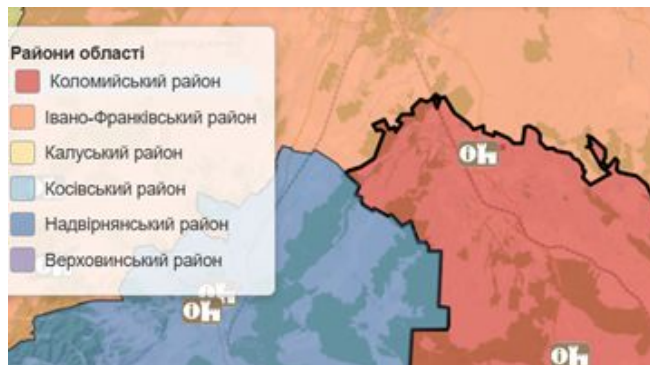 Райони області
Коломийський район
Івано-Франківський район
Калуський район
Косівський район
Надвірнянський район
Верховинський район